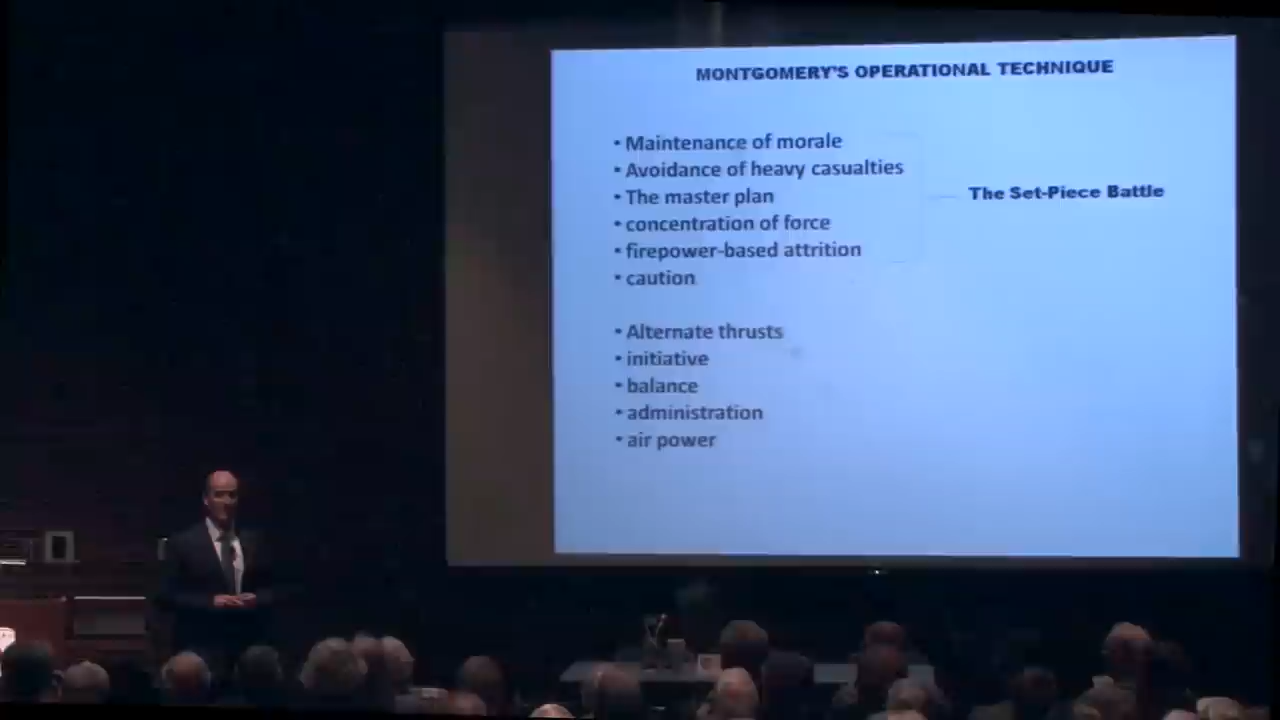 MONTGOMERY'S OPERATIONAL TECHNIQUE
• Maintenance of morale
• Avoidance of heavy casualties
• The master plan
The Set-Piece Battle
• concentration of force
• firepower-based attrition
• caution
• Alternate thrusts
• initiative
• balance
• administration
• air power